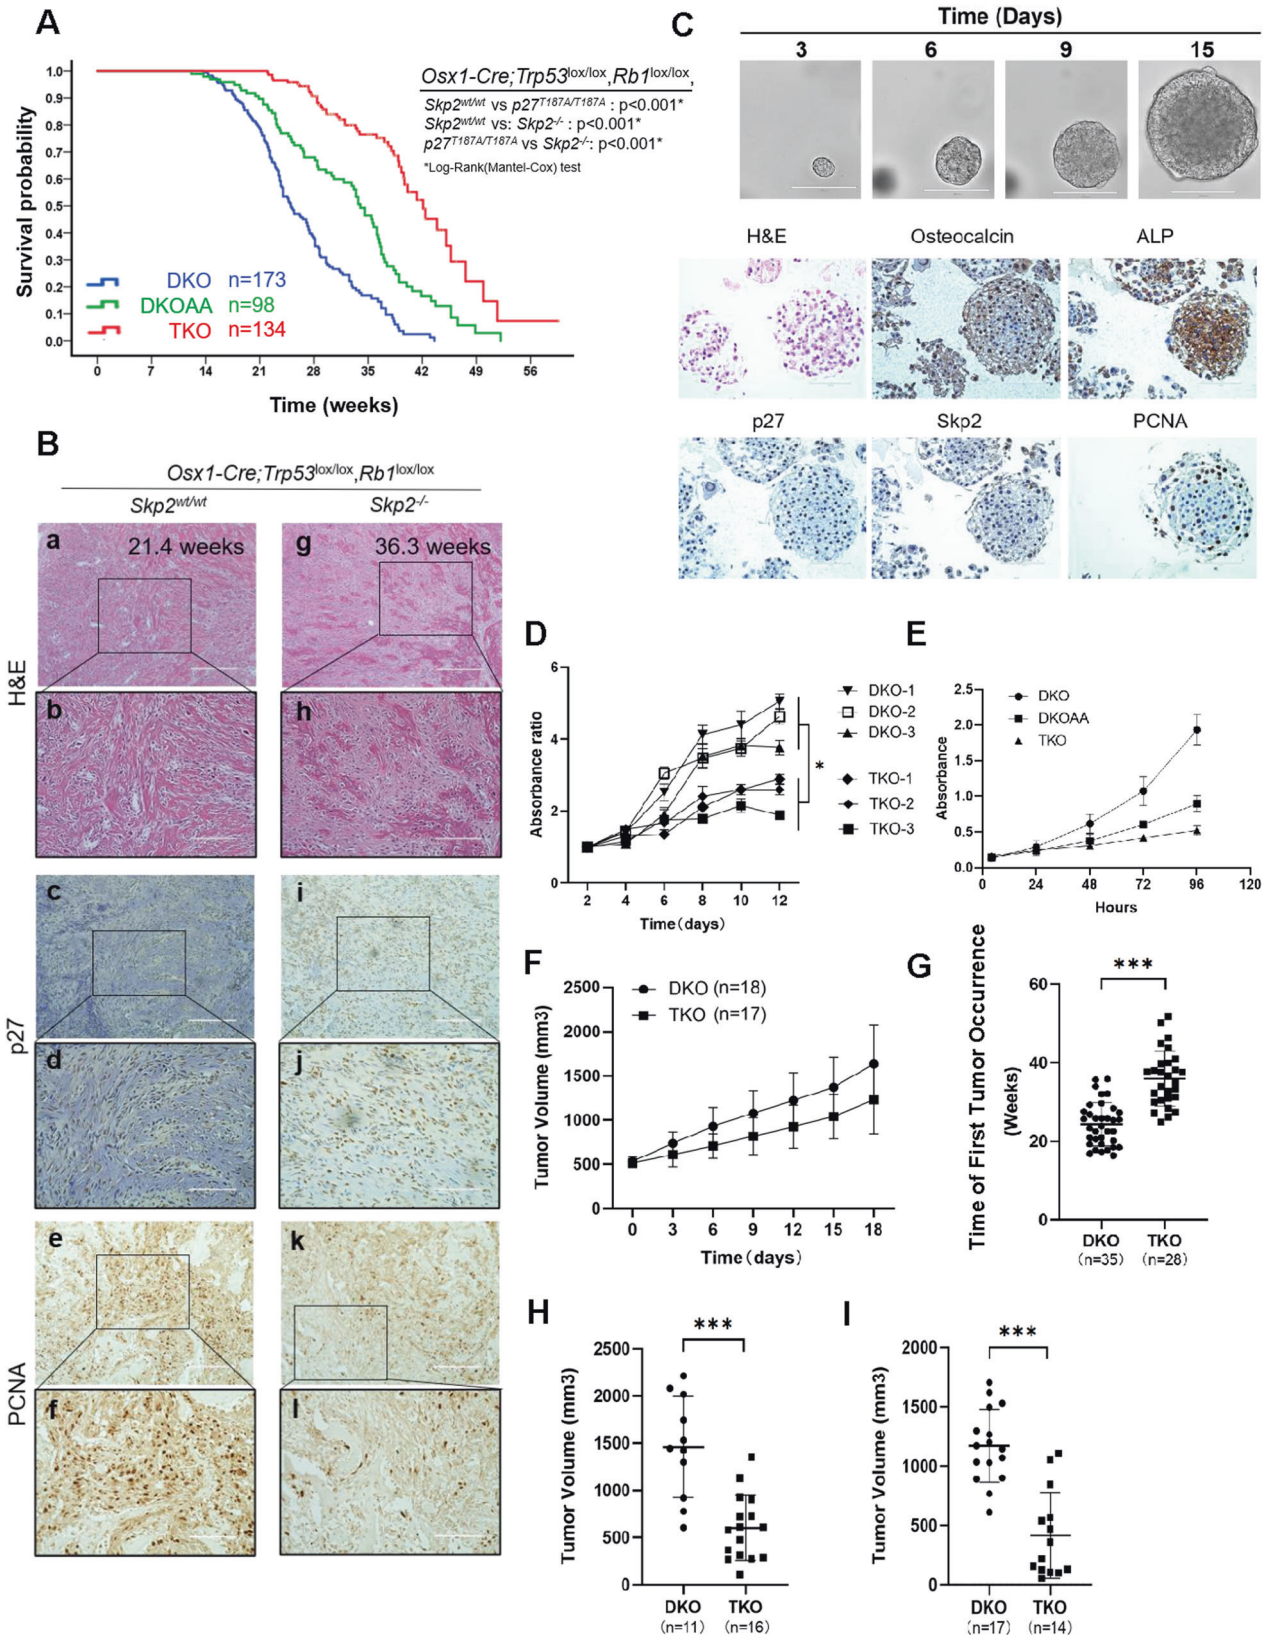 A
Osx1-Cre;Trp53lox/lox,Rb1lox/lox,
Skp2wt/wt vs p27T187A/T187A : p<0.001*
Skp2wt/wt vs: Skp2-/- : p<0.001*
p27T187A/T187A vs Skp2-/-: p<0.001*
*Log-Rank(Mantel-Cox) test
Survival probability
1.0
0.9
0.8
0.7
0.6
0.5
0.4
0.3
0.2
0.1
0.0
DKO n=173
DKOAA n=98
TKO n=134
0 7 14 21 28 35 42 49 56
Time (weeks)
B
Osx1-Cre;Trp53lox/lox,Rb1lox/lox
Skp2wt/wt Skp2-/-
a 21.4 weeks g 36.3 weeks
H&E
b h
c i
p27
d j
e k
PCNA
f l
C
Time (Days)
3 6 9 15
H&E Osteocalcin ALP
p27 Skp2 PCNA
D
Absorbance ratio
6
4
2
0
2 4 6 8 10 12
Time(days)
DKO-1
DKO-2
DKO-3
*
TKO-1
TKO-2
TKO-3
E
Absorbance
2.5
2.0
1.5
1.0
0.5
0.0
DKO
DKOAA
TKO
0 24 48 72 96 120
Hours
F
Tumor Volume (mm3)
2500
2000
1500
1000
500
0
DKO (n=18)
TKO (n=17)
0 3 6 9 12 15 18
Time(days)
G
Time of First Tumor Occurrence
(Weeks)
***
60
40
20
0
DKO TKO
(n=35) (n=28)
H
Tumor Volume (mm3)
***
2500
2000
1500
1000
500
0
DKO TKO
(n=11) (n=16)
I
Tumor Volume (mm3)
***
2000
1500
1000
500
0
DKO TKO
(n=17) (n=14)